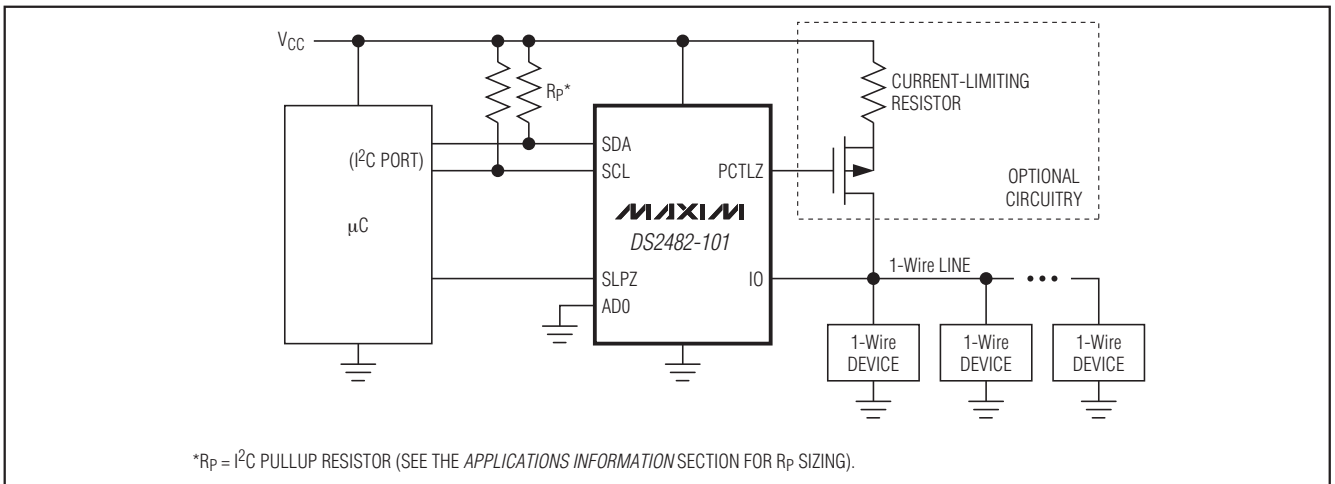 VCC
RP*
CURRENT-LIMITING
RESISTOR
(I2C PORT)
SDA
SCL
PCTLZ
OPTIONAL
CIRCUITRY
MAXIM
DS2482-101
μC
1-Wire LINE
SLPZ
IO
AD0
1-Wire
DEVICE
1-Wire
DEVICE
1-Wire
DEVICE
*RP = I2C PULLUP RESISTOR (SEE THE APPLICATIONS INFORMATION SECTION FOR RP SIZING).